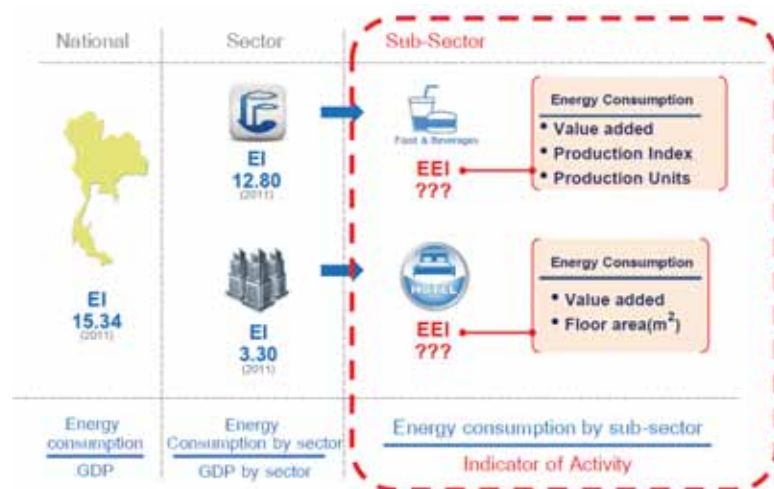 National
Sector
Sub-Sector
EI
12.80
(2011)
Food & Beverages
EEI
???
Energy Consumption
• Value added
• Production Index
• Production Units
EI
15.34
(2011)
EI
3.30
(2011)
HOTEL
EEI
???
Energy Consumption
• Value added
• Floor area(m²)
Energy
consumption
GDP
Energy
Consumption by sector
GDP by sector
Energy consumption by sub-sector
Indicator of Activity